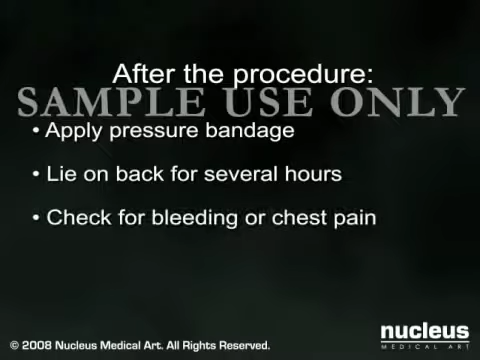 After the procedure:
SAMPLE USE ONLY
• Apply pressure bandage
• Lie on back for several hours
• Check for bleeding or chest pain
nucleus
MEDICAL ART
© 2008 Nucleus Medical Art. All Rights Reserved.